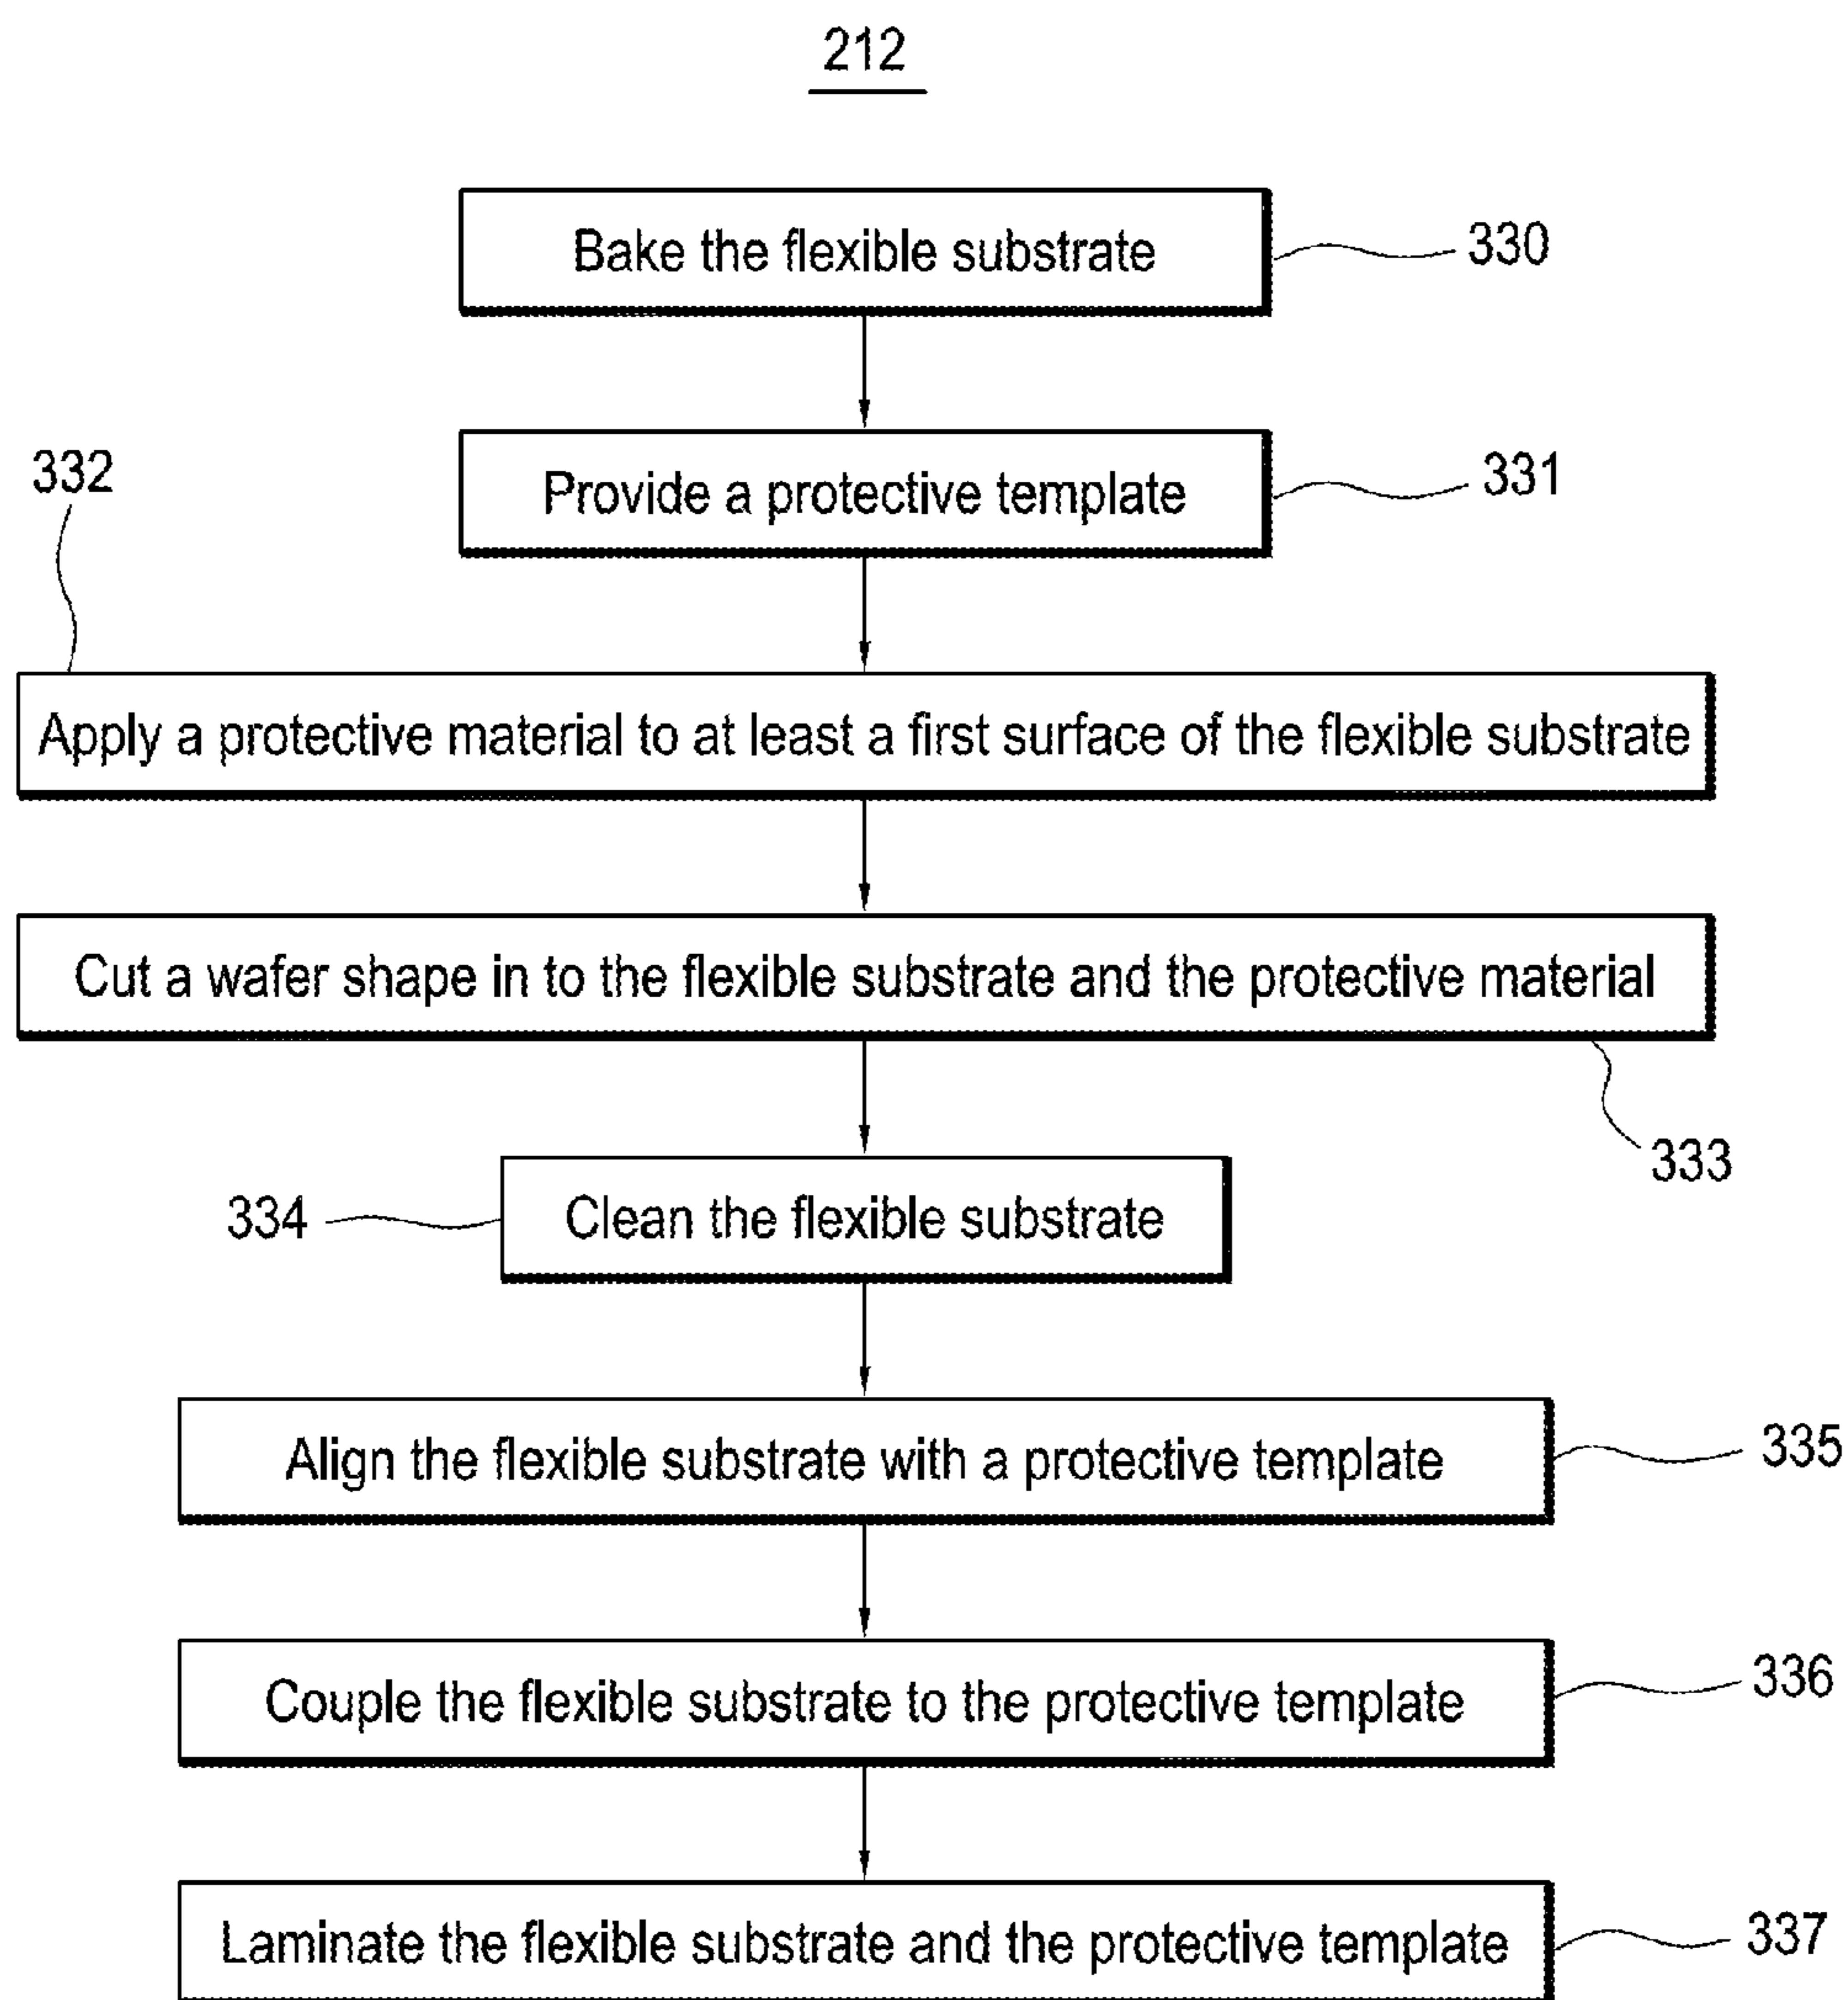 212
Bake the flexible substrate
330
Provide a protective template
331
332
Apply a protective material to at least a first surface of the flexible substrate
Cut a wafer shape in to the flexible substrate and the protective material
333
334
Clean the flexible substrate
Align the flexible substrate with a protective template
335
Couple the flexible substrate to the protective template
336
Laminate the flexible substrate and the protective template
337